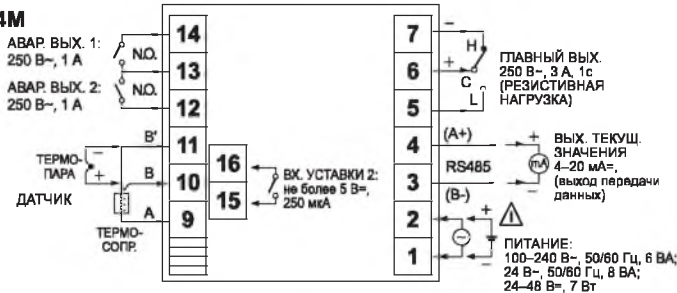 4М
АВАР. ВЫХ. 1:
250 В~, 1 А
N.O.
АВАР. ВЫХ. 2:
250 В~, 1 А
N.O.
14
13
12
B'
11
ТЕРМО-
ПАРА
–
+
B
10
ДАТЧИК
A
9
ТЕРМО-
СОПР.
16
15
ВХ. УСТАВКИ 2:
не более 5 В=,
250 мкА
7
6
5
4
3
2
1
–
H
+
C
L
ГЛАВНЫЙ ВЫХ.
250 В~, 3 А, 1с
(РЕЗИСТИВНАЯ
НАГРУЗКА)
(A+)
RS485
(B-)
+
mA
–
ВЫХ. ТЕКУЩ.
ЗНАЧЕНИЯ
4–20 мА=,
(выход передачи
данных)
~
+
–
ПИТАНИЕ:
100–240 В~, 50/60 Гц, 6 ВА;
24 В~, 50/60 Гц, 8 ВА;
24–48 В=, 7 Вт